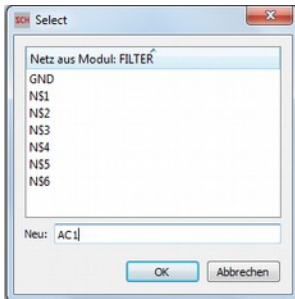 SCH Select
Netz aus Modul: FILTER
GND
N$1
N$2
N$3
N$4
N$5
N$6
Neu: AC1
OK Abbrechen